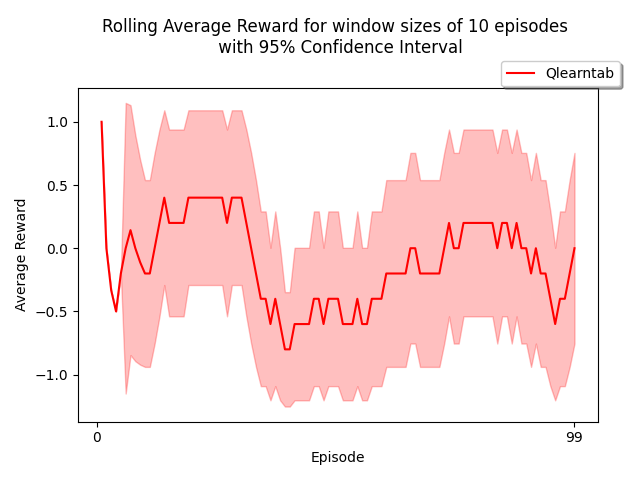 Rolling Average Reward for window sizes of 10 episodes
with 95% Confidence Interval
Qlearntab
1.0
0.5
0.0
−0.5
−1.0
Average Reward
0
99
Episode